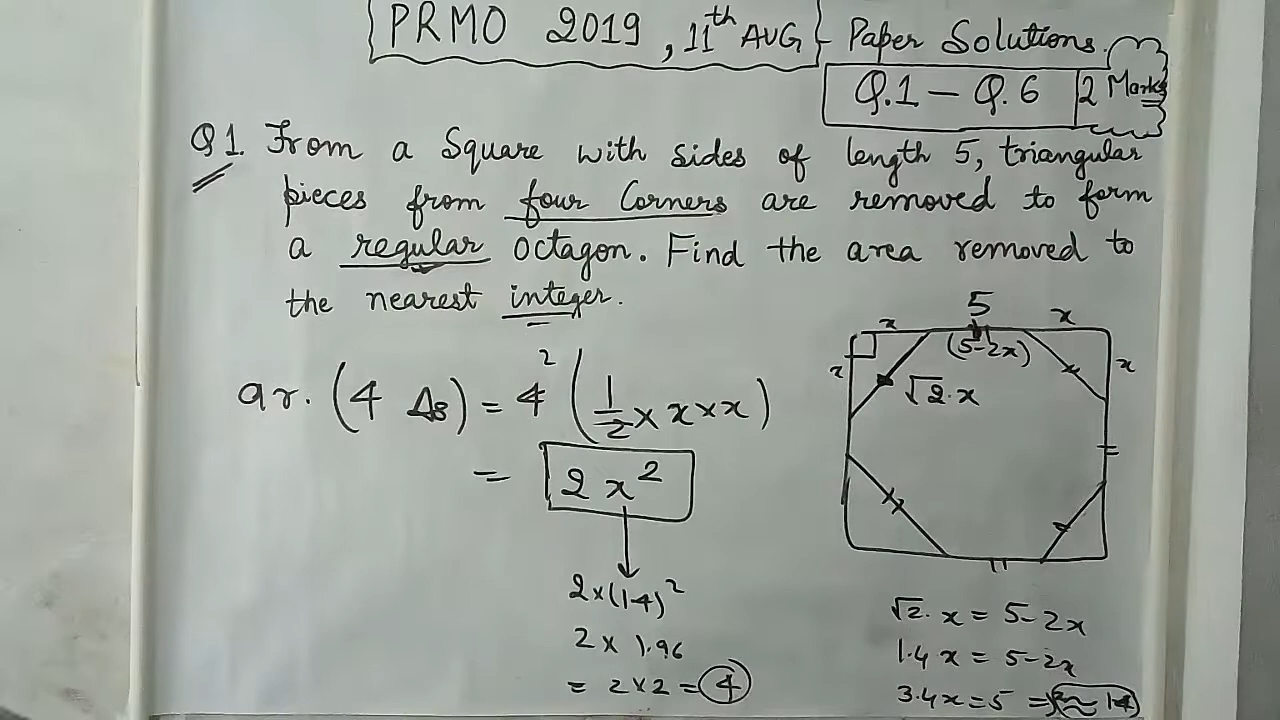 PRMO 2019, 11th AUG Paper Solutions.
Q.1 — Q.6 2 Marks
Q1. From a Square with sides of length 5, triangular
pieces from four Corners are removed to form
a regular octagon. Find the area removed to
the nearest integer.
5
x x
(5-2x)
x x
√2·x
ar. (4 Δs) = 4² (1/2 × x × x)
= 2x²
2×(1.4)²
2 × 1.96
= 2×2 = 4
√2. x = 5-2x
1.4 x = 5-2x
3.4x = 5 ⇒ x ≈ 1.4